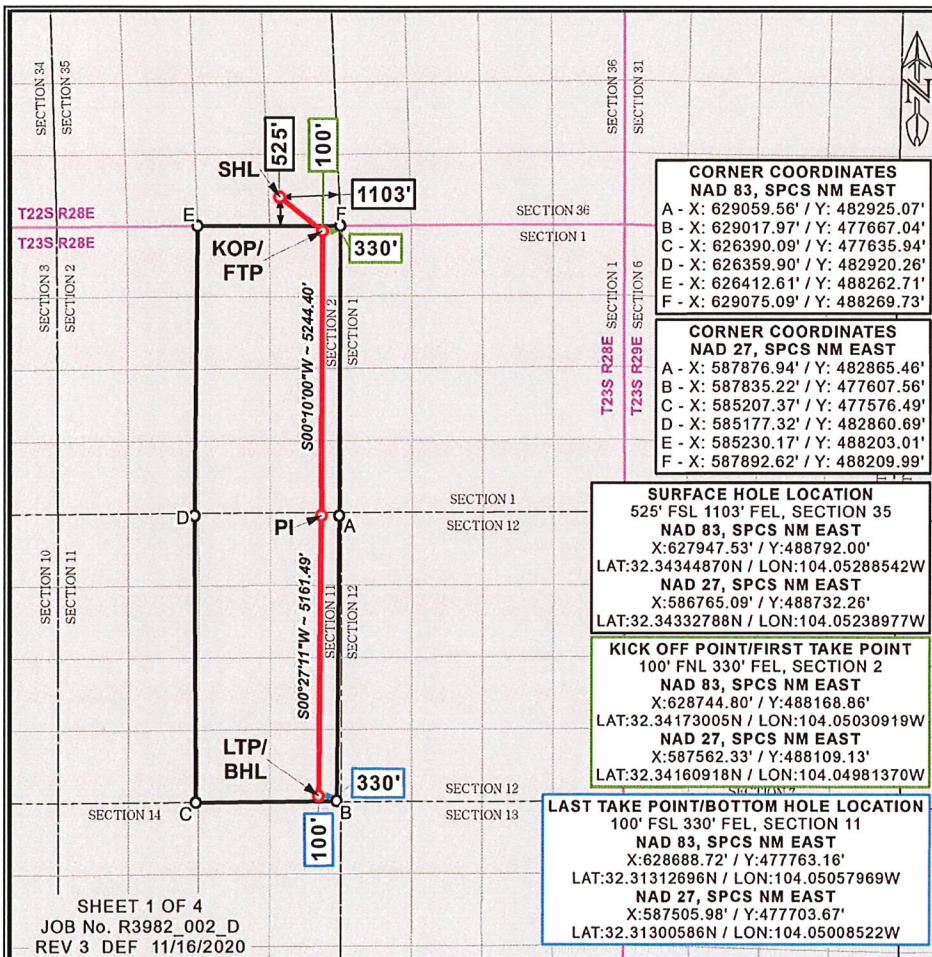 SECTION 34
SECTION 35
SECTION 36
SECTION 31
525'
100'
SHL
1103'
E
F
T22S R28E
T23S R28E
SECTION 36
SECTION 1
KOP/
FTP
330'
SECTION 3
SECTION 2
S00°10'00"W ~ 5244.40'
SECTION 2
SECTION 1
SECTION 1
SECTION 6
T23S R28E
T23S R29E
D
PI
A
SECTION 1
SECTION 12
SECTION 10
SECTION 11
S00°27'11"W ~ 5161.49'
SECTION 11
SECTION 12
LTP/
BHL
330'
SECTION 12
SECTION 13
C
B
SECTION 14
100'
N
CORNER COORDINATES
NAD 83, SPCS NM EAST
A - X: 629059.56' / Y: 482925.07'
B - X: 629017.97' / Y: 477667.04'
C - X: 626390.09' / Y: 477635.94'
D - X: 626359.90' / Y: 482920.26'
E - X: 626412.61' / Y: 488262.71'
F - X: 629075.09' / Y: 488269.73'
CORNER COORDINATES
NAD 27, SPCS NM EAST
A - X: 587876.94' / Y: 482865.46'
B - X: 587835.22' / Y: 477607.56'
C - X: 585207.37' / Y: 477576.49'
D - X: 585177.32' / Y: 482860.69'
E - X: 585230.17' / Y: 488203.01'
F - X: 587892.62' / Y: 488209.99'
SURFACE HOLE LOCATION
525' FSL 1103' FEL, SECTION 35
NAD 83, SPCS NM EAST
X:627947.53' / Y:488792.00'
LAT:32.34344870N / LON:104.05288542W
NAD 27, SPCS NM EAST
X:586765.09' / Y:488732.26'
LAT:32.34332788N / LON:104.05238977W
KICK OFF POINT/FIRST TAKE POINT
100' FNL 330' FEL, SECTION 2
NAD 83, SPCS NM EAST
X:628744.80' / Y:488168.86'
LAT:32.34173005N / LON:104.05030919W
NAD 27, SPCS NM EAST
X:587562.33' / Y:488109.13'
LAT:32.34160918N / LON:104.04981370W
LAST TAKE POINT/BOTTOM HOLE LOCATION
100' FSL 330' FEL, SECTION 11
NAD 83, SPCS NM EAST
X:628688.72' / Y:477763.16'
LAT:32.31312696N / LON:104.05057969W
NAD 27, SPCS NM EAST
X:587505.98' / Y:477703.67'
LAT:32.31300586N / LON:104.05008522W
SHEET 1 OF 4
JOB No. R3982_002_D
REV 3 DEF 11/16/2020